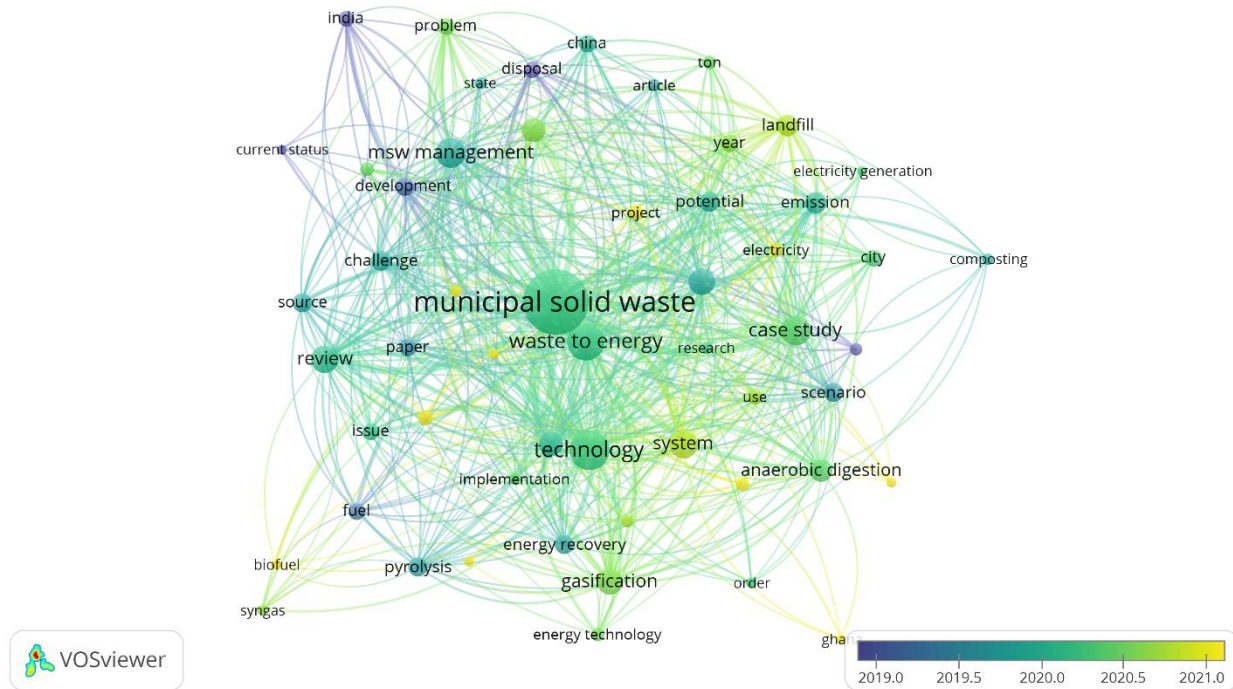 india
problem
china
disposal
ton
state
article
landfill
msw management
year
current status
electricity generation
development
potential
emission
project
electricity
challenge
city
composting
source
municipal solid waste
case study
waste to energy
paper
research
review
scenario
use
issue
technology
system
anaerobic digestion
implementation
fuel
energy recovery
biofuel
pyrolysis
gasification
order
syngas
energy technology
ghana
VOSviewer
2019.0 2019.5 2020.0 2020.5 2021.0